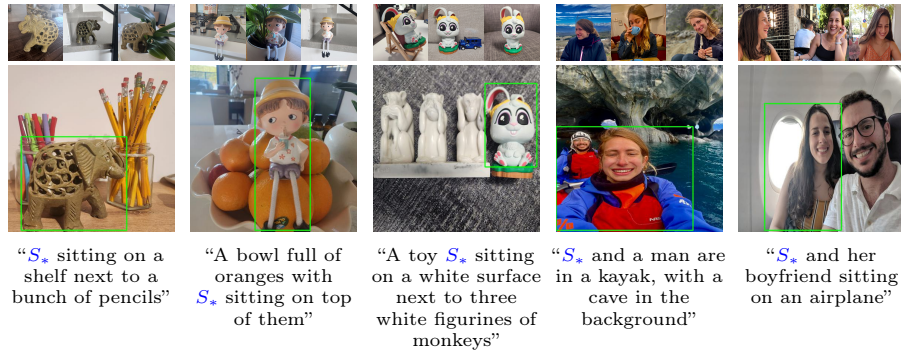 “S* sitting on a
shelf next to a
bunch of pencils”
“A bowl full of
oranges with
S* sitting on top
of them”
“A toy S* sitting
on a white surface
next to three
white figurines of
monkeys”
“S* and a man are
in a kayak, with a
cave in the
background”
“S* and her
boyfriend sitting
on an airplane”